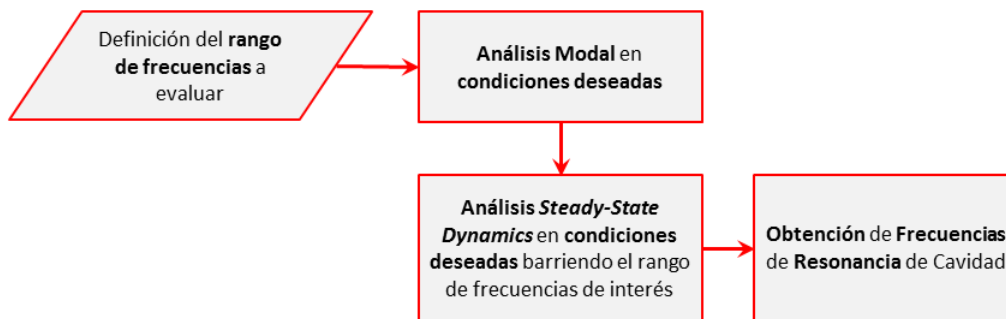 Definición del rango
de frecuencias a
evaluar
Análisis Modal en
condiciones deseadas
Análisis Steady-State
Dynamics en condiciones
deseadas barriendo el rango
de frecuencias de interés
Obtención de Frecuencias
de Resonancia de Cavidad